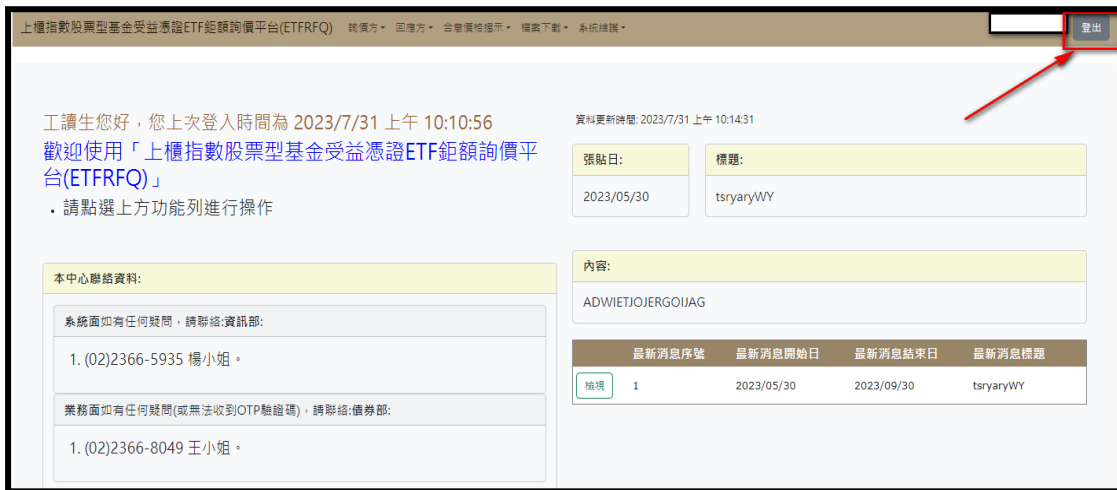 上櫃指數股票型基金受益憑證ETF鉅額詢價平台(ETFRFQ) 詢價方 回應方 合意價格揭示 檔案下載 系統維護 登出
工讀生您好，您上次登入時間為 2023/7/31 上午 10:10:56
歡迎使用「上櫃指數股票型基金受益憑證ETF鉅額詢價平
台(ETFRFQ)」
• 請點選上方功能列進行操作
本中心聯絡資料:
系統面如有任何疑問，請聯絡:資訊部:
1. (02)2366-5935 楊小姐。
業務面如有任何疑問(或無法收到OTP驗證碼)，請聯絡:債券部:
1. (02)2366-8049 王小姐。
資料更新時間: 2023/7/31 上午 10:14:31
張貼日: 標題:
2023/05/30 tsryaryWY
內容:
ADWIETJOJERGOIJAG
最新消息序號 最新消息開始日 最新消息結束日 最新消息標題
檢視 1 2023/05/30 2023/09/30 tsryaryWY